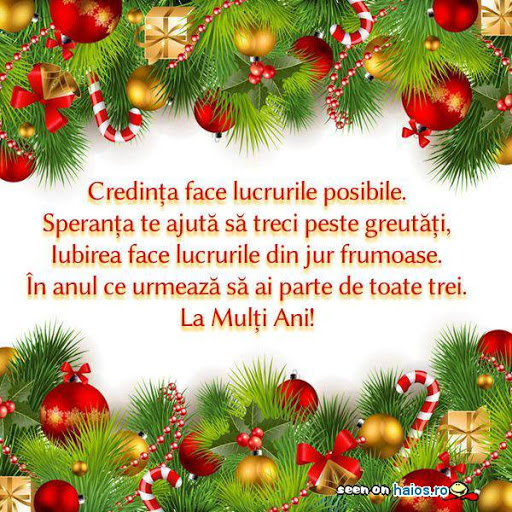 Credința face lucrurile posibile.
Speranța te ajută să treci peste greutăți,
Iubirea face lucrurile din jur frumoase.
În anul ce urmează să ai parte de toate trei.
La Mulți Ani!
seen on haios.ro